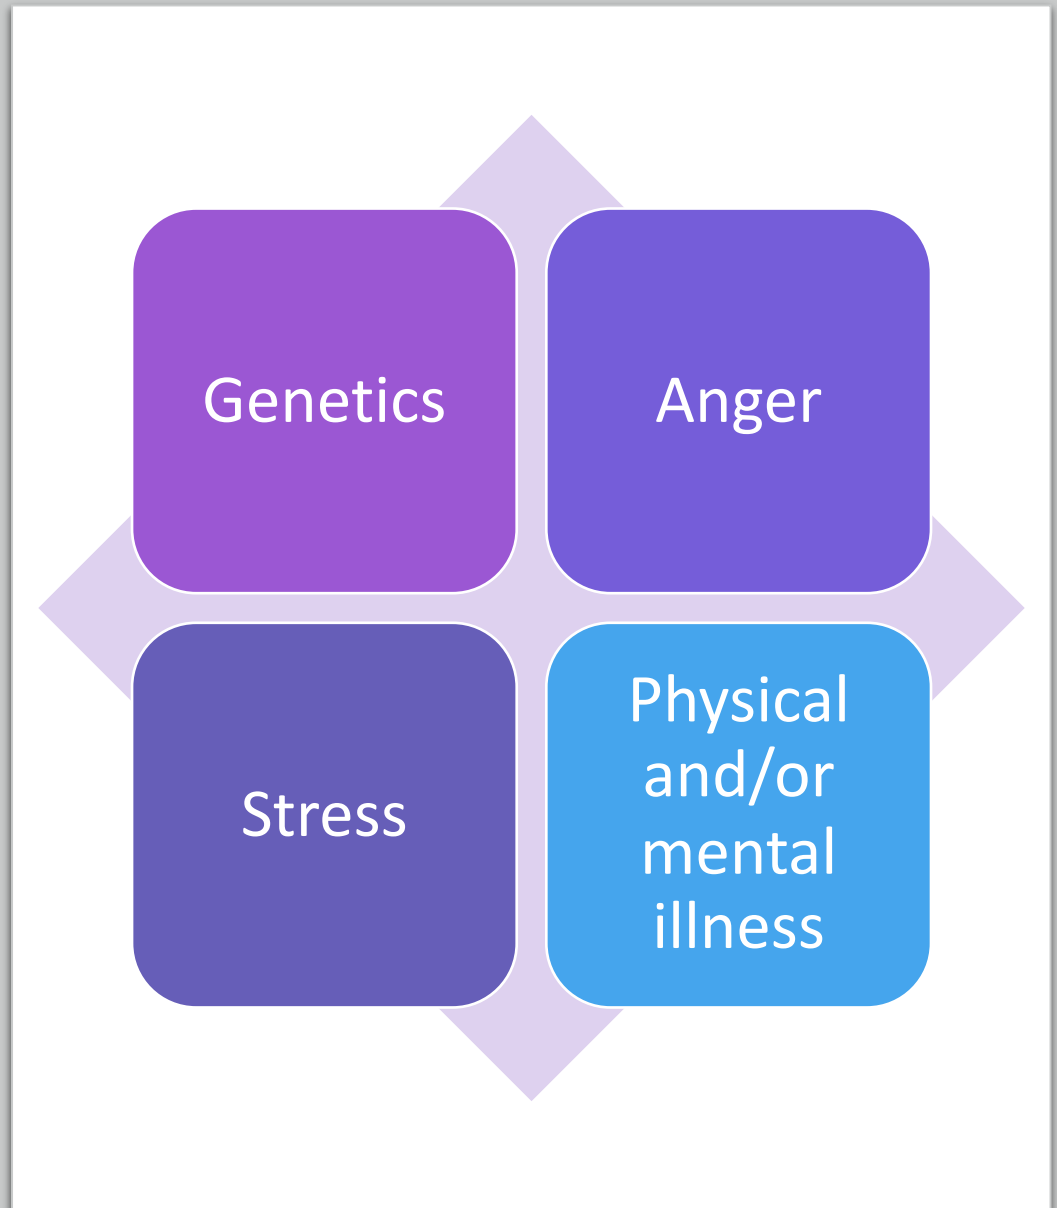 Genetics
Anger
Stress
Physical
and/or
mental
illness